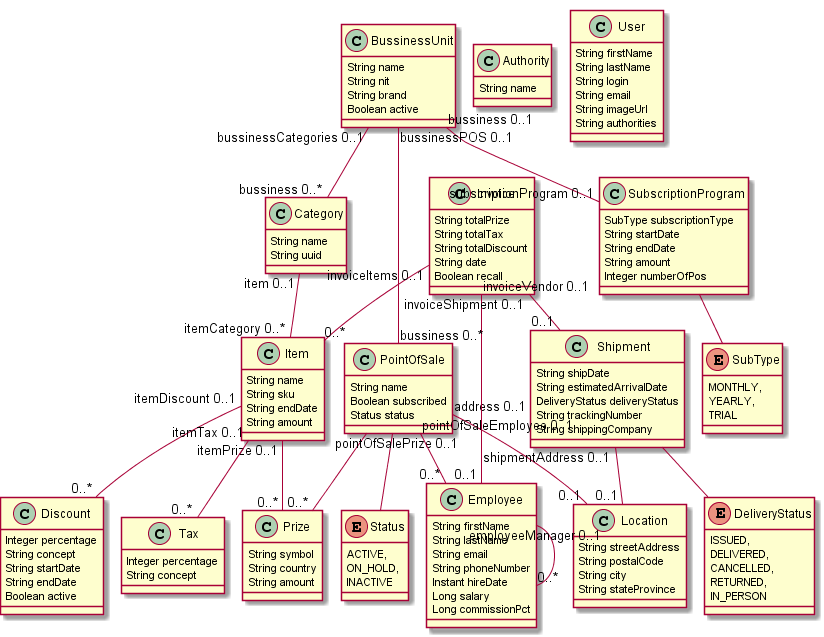 C BussinessUnit
String name
String nit
String brand
Boolean active
C Authority
String name
C User
String firstName
String lastName
String login
String email
String imageUrl
String authorities
bussiness 0..1
bussinessCategories 0..1
bussinessPOS 0..1
bussiness 0..*
subscriptionProgram 0..1
C Category
String name
String uuid
C Invoice
String totalPrize
String totalTax
String totalDiscount
String date
Boolean recall
C SubscriptionProgram
SubType subscriptionType
String startDate
String endDate
String amount
Integer numberOfPos
item 0..1
invoiceItems 0..1
invoiceVendor 0..1
invoiceShipment 0..1
itemCategory 0..*
0..*
bussiness 0..*
0..1
C Item
String name
String sku
String endDate
String amount
C PointOfSale
String name
Boolean subscribed
Status status
C Shipment
String shipDate
String estimatedArrivalDate
DeliveryStatus deliveryStatus
String trackingNumber
String shippingCompany
E SubType
MONTHLY,
YEARLY,
TRIAL
itemDiscount 0..1
itemTax 0..1
itemPrize 0..1
address 0..1
pointOfSaleEmployee 0..1
pointOfSalePrize 0..1
shipmentAddress 0..1
0..*
0..*
0..*
0..*
0..*
0..1
0..1
0..1
C Discount
Integer percentage
String concept
String startDate
String endDate
Boolean active
C Tax
Integer percentage
String concept
C Prize
String symbol
String country
String amount
E Status
ACTIVE,
ON_HOLD,
INACTIVE
C Employee
String firstName
String lastName
String email
String phoneNumber
Instant hireDate
Long salary
Long commissionPct
employeeManager 0..1
0..*
C Location
String streetAddress
String postalCode
String city
String stateProvince
E DeliveryStatus
ISSUED,
DELIVERED,
CANCELLED,
RETURNED,
IN_PERSON